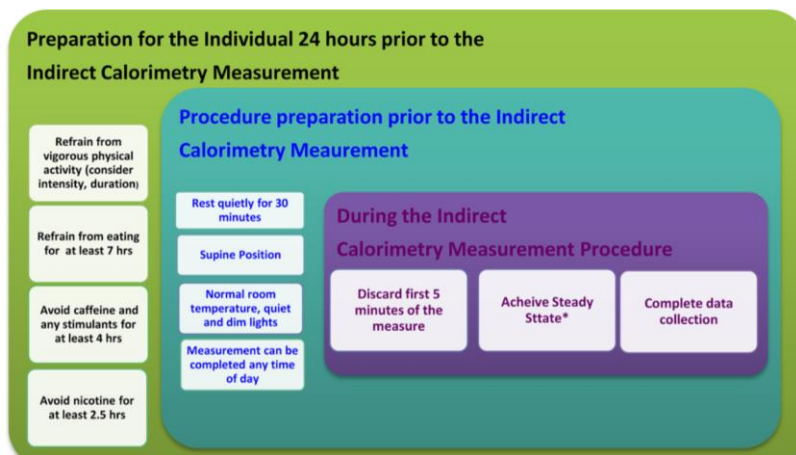 Preparation for the Individual 24 hours prior to the
Indirect Calorimetry Measurement
Refrain from
vigorous physical
activity (consider
intensity, duration)
Refrain from eating
for at least 7 hrs
Avoid caffeine and
any stimulants for
at least 4 hrs
Avoid nicotine for
at least 2.5 hrs
Procedure preparation prior to the Indirect
Calorimetry Meaurement
Rest quietly for 30
minutes
Supine Position
Normal room
temperature, quiet
and dim lights
Measurement can be
completed any time
of day
During the Indirect
Calorimetry Measurement Procedure
Discard first 5
minutes of the
measure
Acheive Steady
Sttate*
Complete data
collection